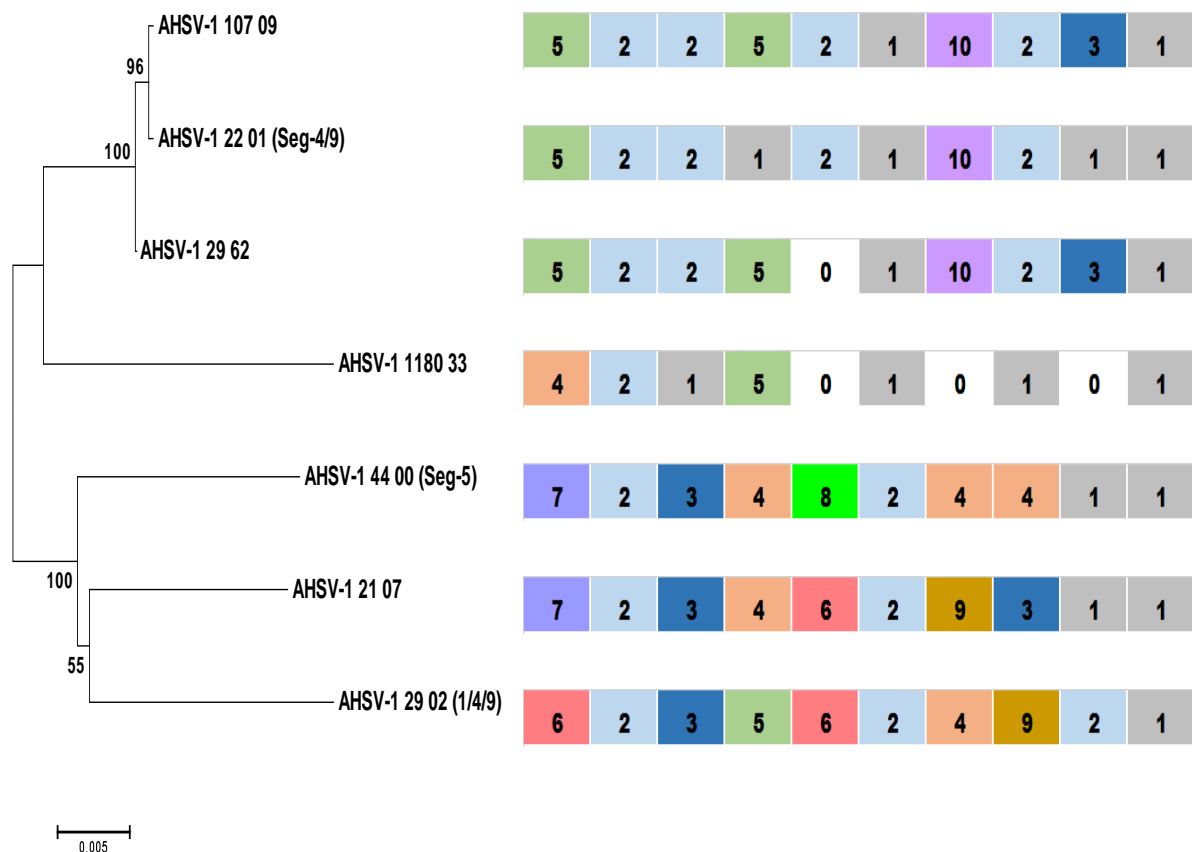 AHSV-1 107 09
5 2 2 5 2 1 10 2 3 1
96
AHSV-1 22 01 (Seg-4/9)
5 2 2 1 2 1 10 2 1 1
100
AHSV-1 29 62
5 2 2 5 0 1 10 2 3 1
AHSV-1 1180 33
4 2 1 5 0 1 0 1 0 1
AHSV-1 44 00 (Seg-5)
7 2 3 4 8 2 4 4 1 1
100
AHSV-1 21 07
7 2 3 4 6 2 9 3 1 1
55
AHSV-1 29 02 (1/4/9)
6 2 3 5 6 2 4 9 2 1
0.005